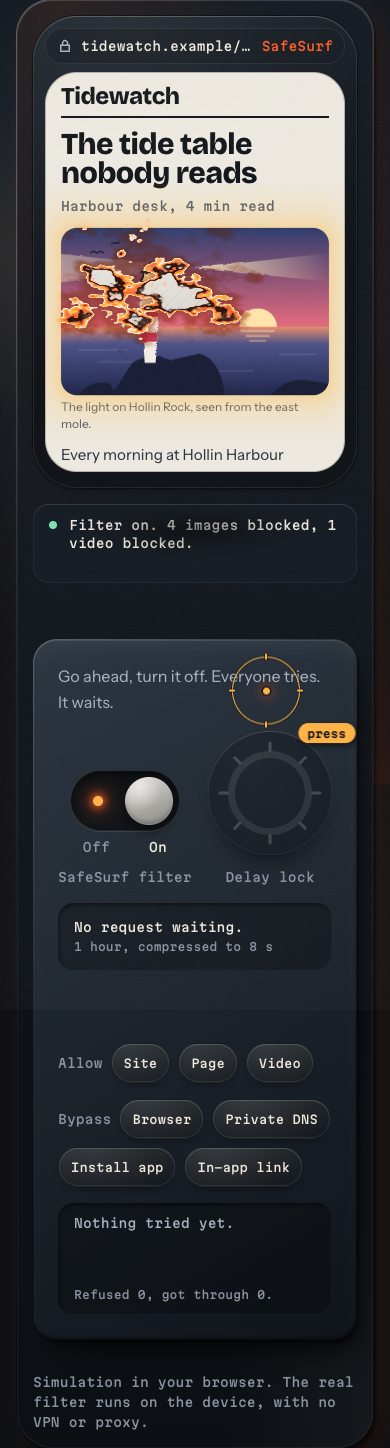 tidewatch.example/… SafeSurf
Tidewatch
The tide table
nobody reads
Harbour desk, 4 min read
The light on Hollin Rock, seen from the east
mole.
Every morning at Hollin Harbour
Filter on. 4 images blocked, 1
video blocked.
Go ahead, turn it off. Everyone tries.
It waits.
press
Off On
SafeSurf filter Delay lock
No request waiting.
1 hour, compressed to 8 s
Allow Site Page Video
Bypass Browser Private DNS
Install app In-app link
Nothing tried yet.
Refused 0, got through 0.
Simulation in your browser. The real
filter runs on the device, with no
VPN or proxy.